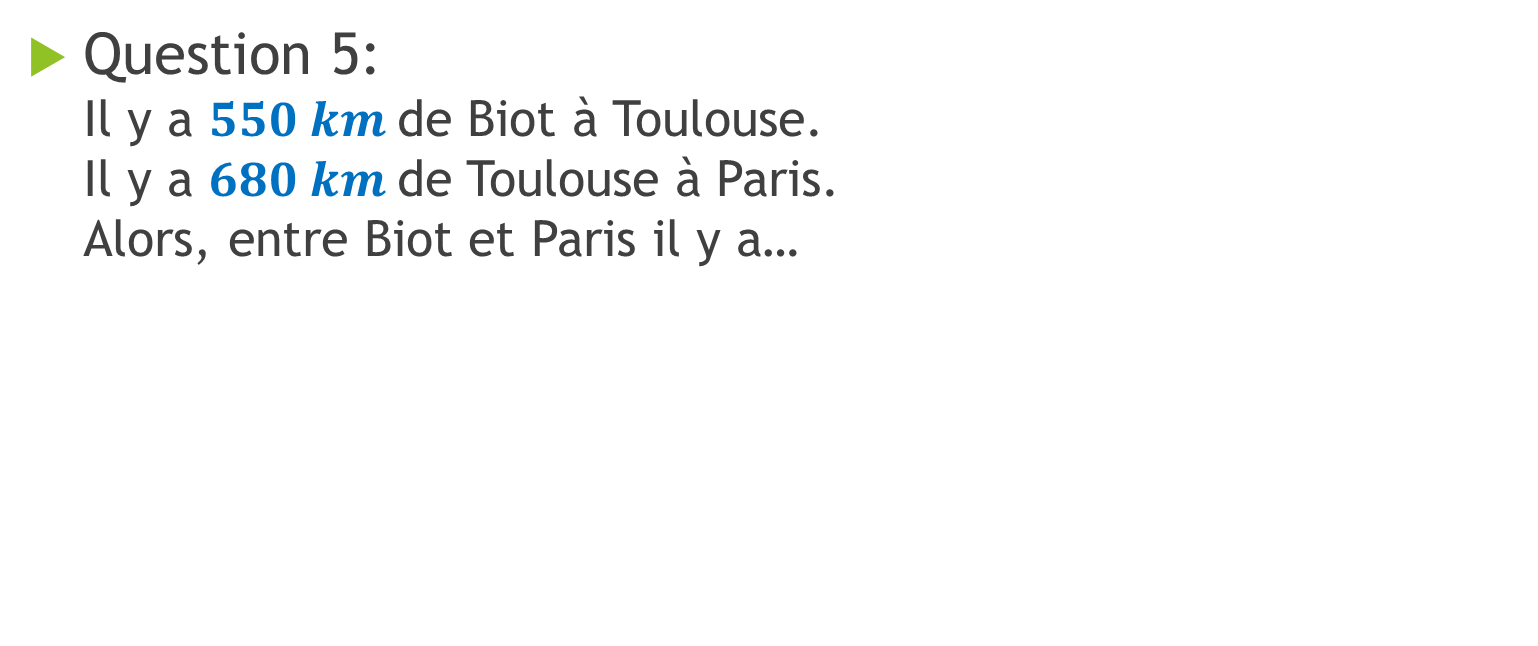 Question 5:
Il y a 550 km de Biot à Toulouse.
Il y a 680 km de Toulouse à Paris.
Alors, entre Biot et Paris il y a…